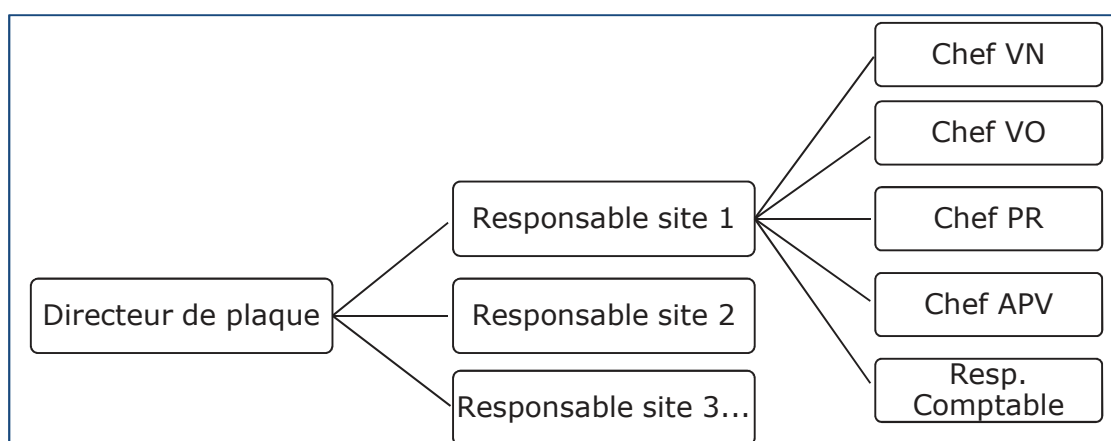 Directeur de plaque
Responsable site 1
Responsable site 2
Responsable site 3...
Chef VN
Chef VO
Chef PR
Chef APV
Resp.
Comptable